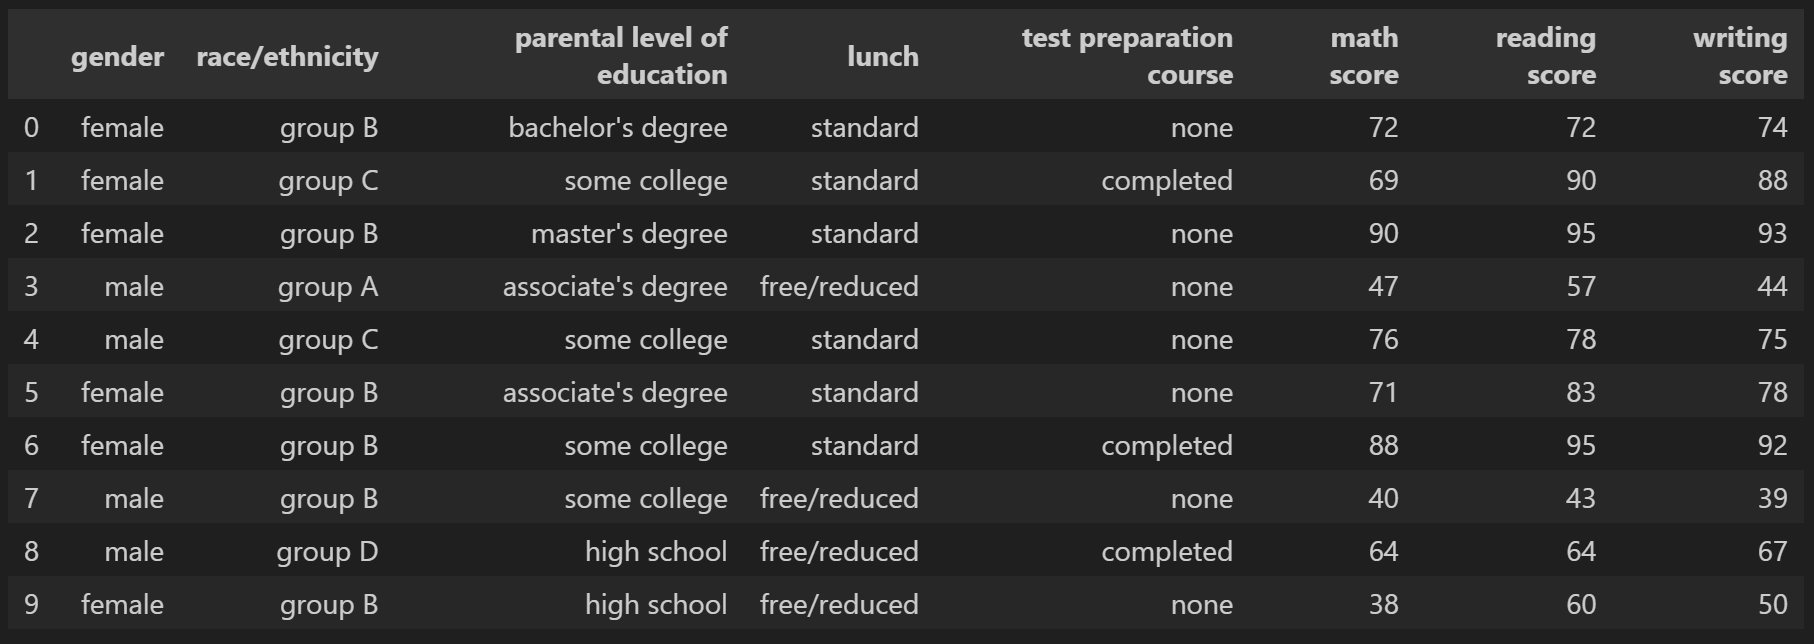 gender race/ethnicity parental level of education lunch test preparation course math score reading score writing score
0 female group B bachelor's degree standard none 72 72 74
1 female group C some college standard completed 69 90 88
2 female group B master's degree standard none 90 95 93
3 male group A associate's degree free/reduced none 47 57 44
4 male group C some college standard none 76 78 75
5 female group B associate's degree standard none 71 83 78
6 female group B some college standard completed 88 95 92
7 male group B some college free/reduced none 40 43 39
8 male group D high school free/reduced completed 64 64 67
9 female group B high school free/reduced none 38 60 50